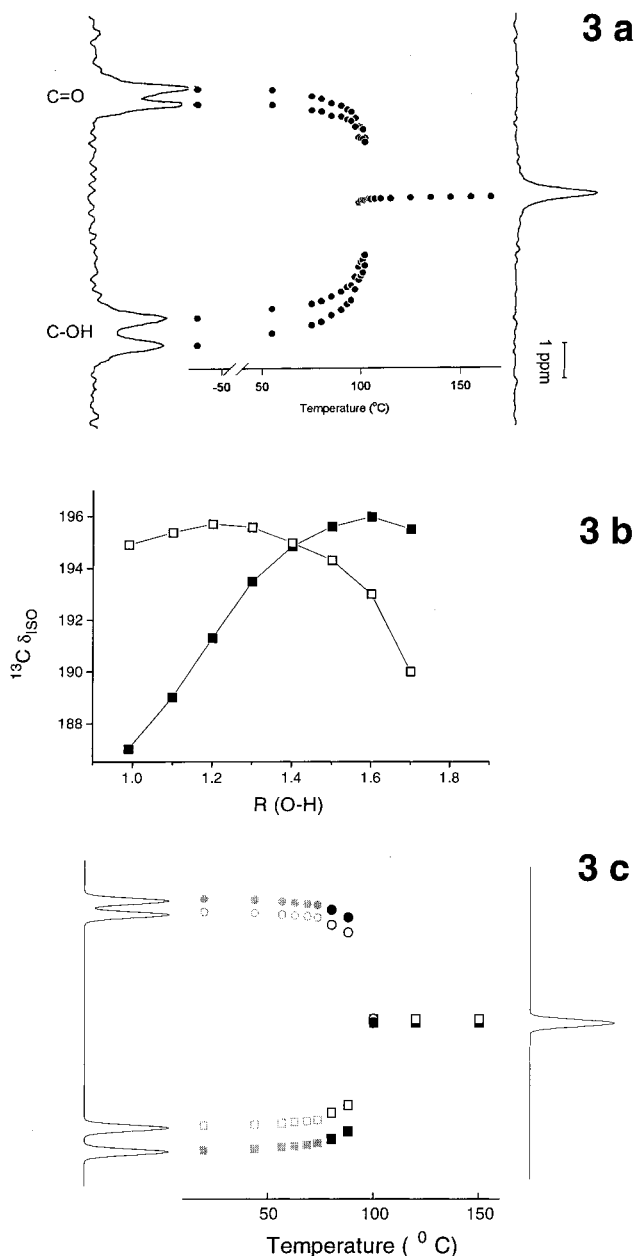 3 a
C=O
C-OH
1 ppm
-50 50 100 150
Temperature (°C)
3 b
196
194
192
190
188
¹³C δ_ISO
1.0 1.2 1.4 1.6 1.8
R (O-H)
3 c
50 100 150
Temperature ( ⁰ C)